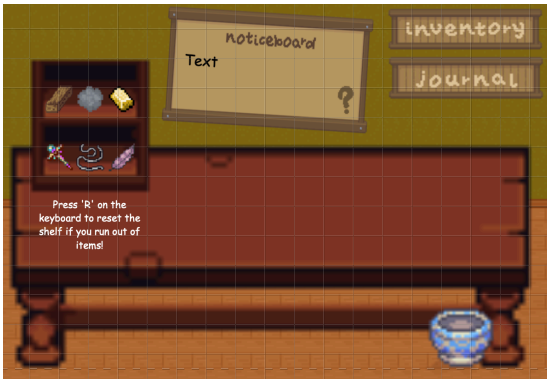 noticeboard
Text
?
inventory
journal
Press 'R' on the
keyboard to reset the
shelf if you run out of
items!